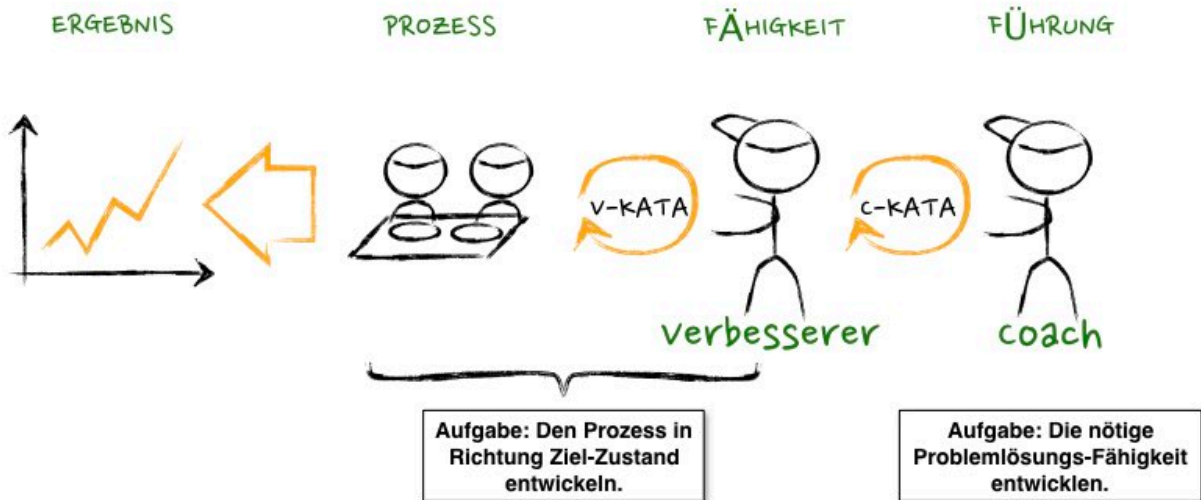 ERGEBNIS
PROZESS
FÄHIGKEIT
FÜHRUNG
V-KATA
C-KATA
verbesserer
coach
Aufgabe: Den Prozess in
Richtung Ziel-Zustand
entwickeln.
Aufgabe: Die nötige
Problemlösungs-Fähigkeit
entwicklen.